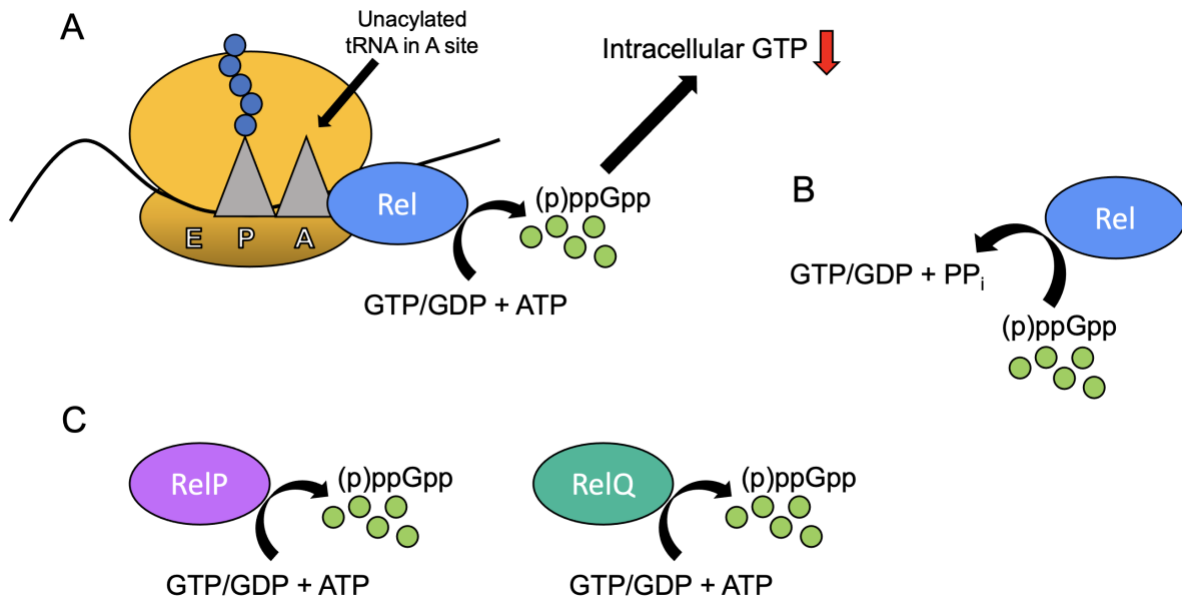 A
Unacylated
tRNA in A site
Intracellular GTP
E P A
Rel
(p)ppGpp
GTP/GDP + ATP
B
Rel
GTP/GDP + PPi
(p)ppGpp
C
RelP
(p)ppGpp
GTP/GDP + ATP
RelQ
(p)ppGpp
GTP/GDP + ATP